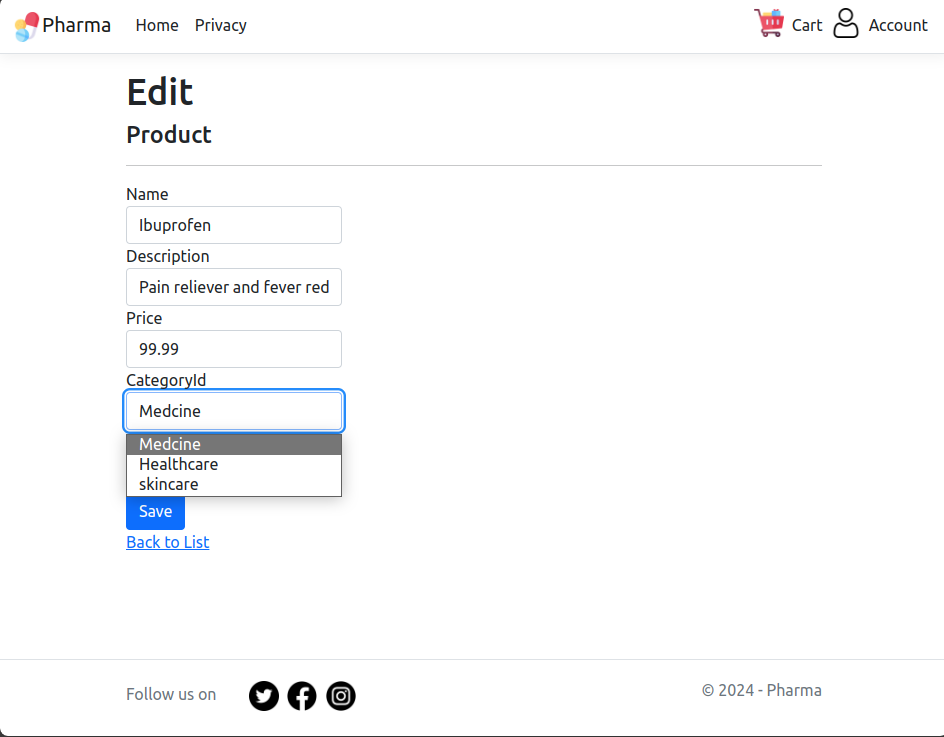 Pharma Home Privacy Cart Account
Edit
Product
Name
Ibuprofen
Description
Pain reliever and fever red
Price
99.99
CategoryId
Medcine
Medcine
Healthcare
skincare
Save
Back to List
Follow us on
© 2024 - Pharma